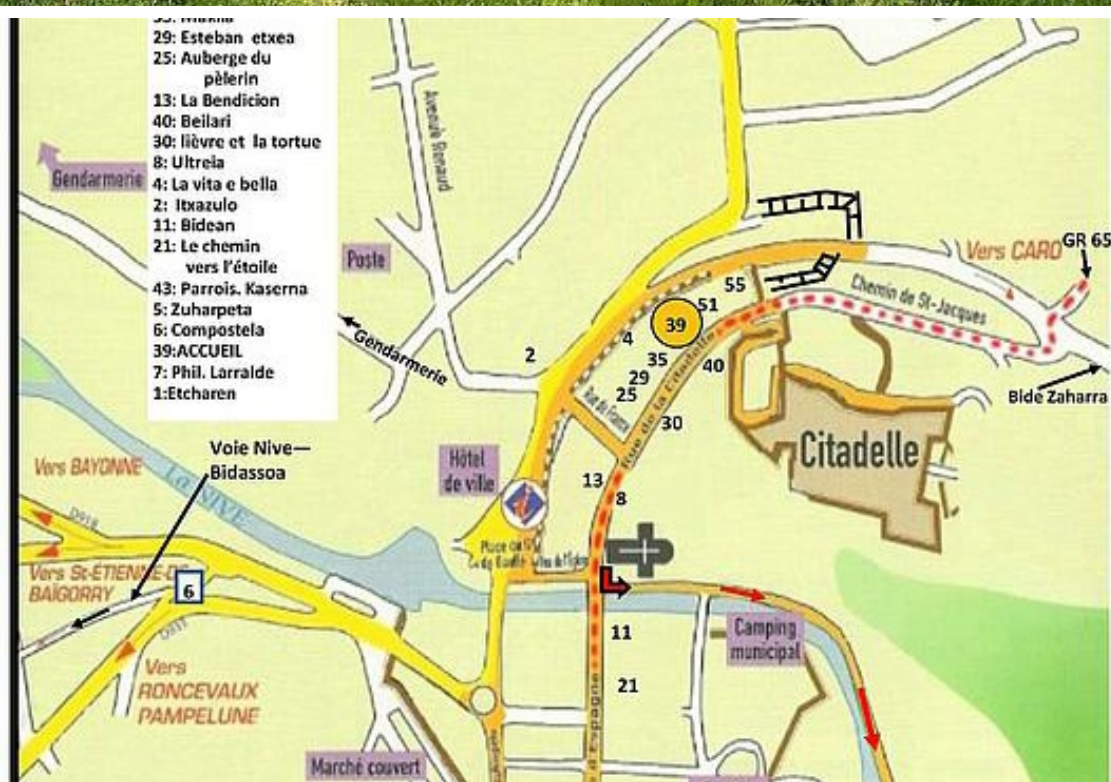 29: Esteban etxea
25: Auberge du
pèlerin
13: La Bendicion
40: Beilari
30: lièvre et la tortue
8: Ultreia
4: La vita e bella
2: Itxazulo
11: Bidean
21: Le chemin
vers l'étoile
43: Parrois. Kaserna
5: Zuharpeta
6: Compostela
39:ACCUEIL
7: Phil. Larralde
1:Etcharen
Gendarmerie
Avenue Renaud
Poste
Gendarmerie
2
4
55
51
39
35
29
25
40
30
Rue de France
Rue de la Citadelle
Vers CARO
GR 65
Chemin de St-Jacques
Bide Zaharra
Citadelle
Voie Nive—
Bidassoa
Vers BAYONNE
La NIVE
D918
Vers St-ÉTIENNE-DE
BAÏGORRY
6
Vers
RONCEVAUX
PAMPELUNE
Hôtel
de ville
13
8
11
21
Camping
municipal
d'Espagne
Marché couvert